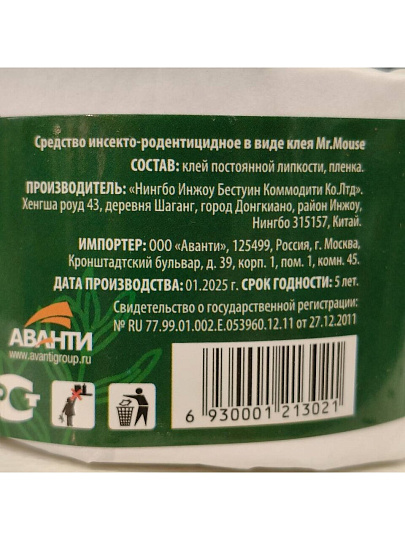 Средство инсекто-родентицидное в виде клея Mr.Mouse
СОСТАВ: клей постоянной липкости, пленка.
ПРОИЗВОДИТЕЛЬ: «Нингбо Инжоу Бестуин Коммодити Ко.Лтд».
Хенгша роуд 43, деревня Шаганг, город Донгкиано, район Инжоу,
Нингбо 315157, Китай.
ИМПОРТЕР: ООО «Аванти», 125499, Россия, г. Москва,
Кронштадтский бульвар, д. 39, корп. 1, пом. 1, комн. 45.
ДАТА ПРОИЗВОДСТВА: 01.2025 г. СРОК ГОДНОСТИ: 5 лет.
Свидетельство о государственной регистрации:
№ RU 77.99.01.002.Е.053960.12.11 от 27.12.2011
АВАНТИ
www.avantigroup.ru
6 930001 213021